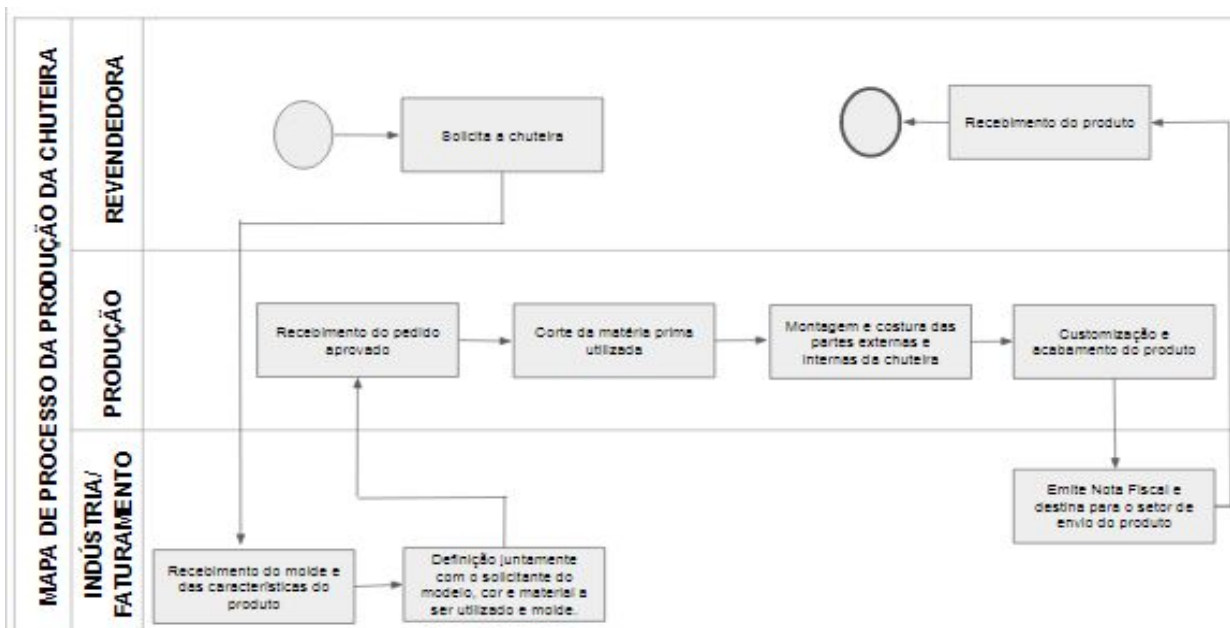 MAPA DE PROCESSO DA PRODUÇÃO DA CHUTEIRA
REVENDEDORA
Solicita a chuteira
Recebimento do produto
PRODUÇÃO
Recebimento do pedido
aprovado
Corte da matéria prima
utilizada
Montagem e costura das
partes externas e
internas da chuteira
Customização e
acabamento do produto
INDÚSTRIA/
FATURAMENTO
Recebimento do molde e
das características do
produto
Definição juntamente
com o solicitante do
modelo, cor e material a
ser utilizado e molde.
Emite Nota Fiscal e
destina para o setor de
envio do produto